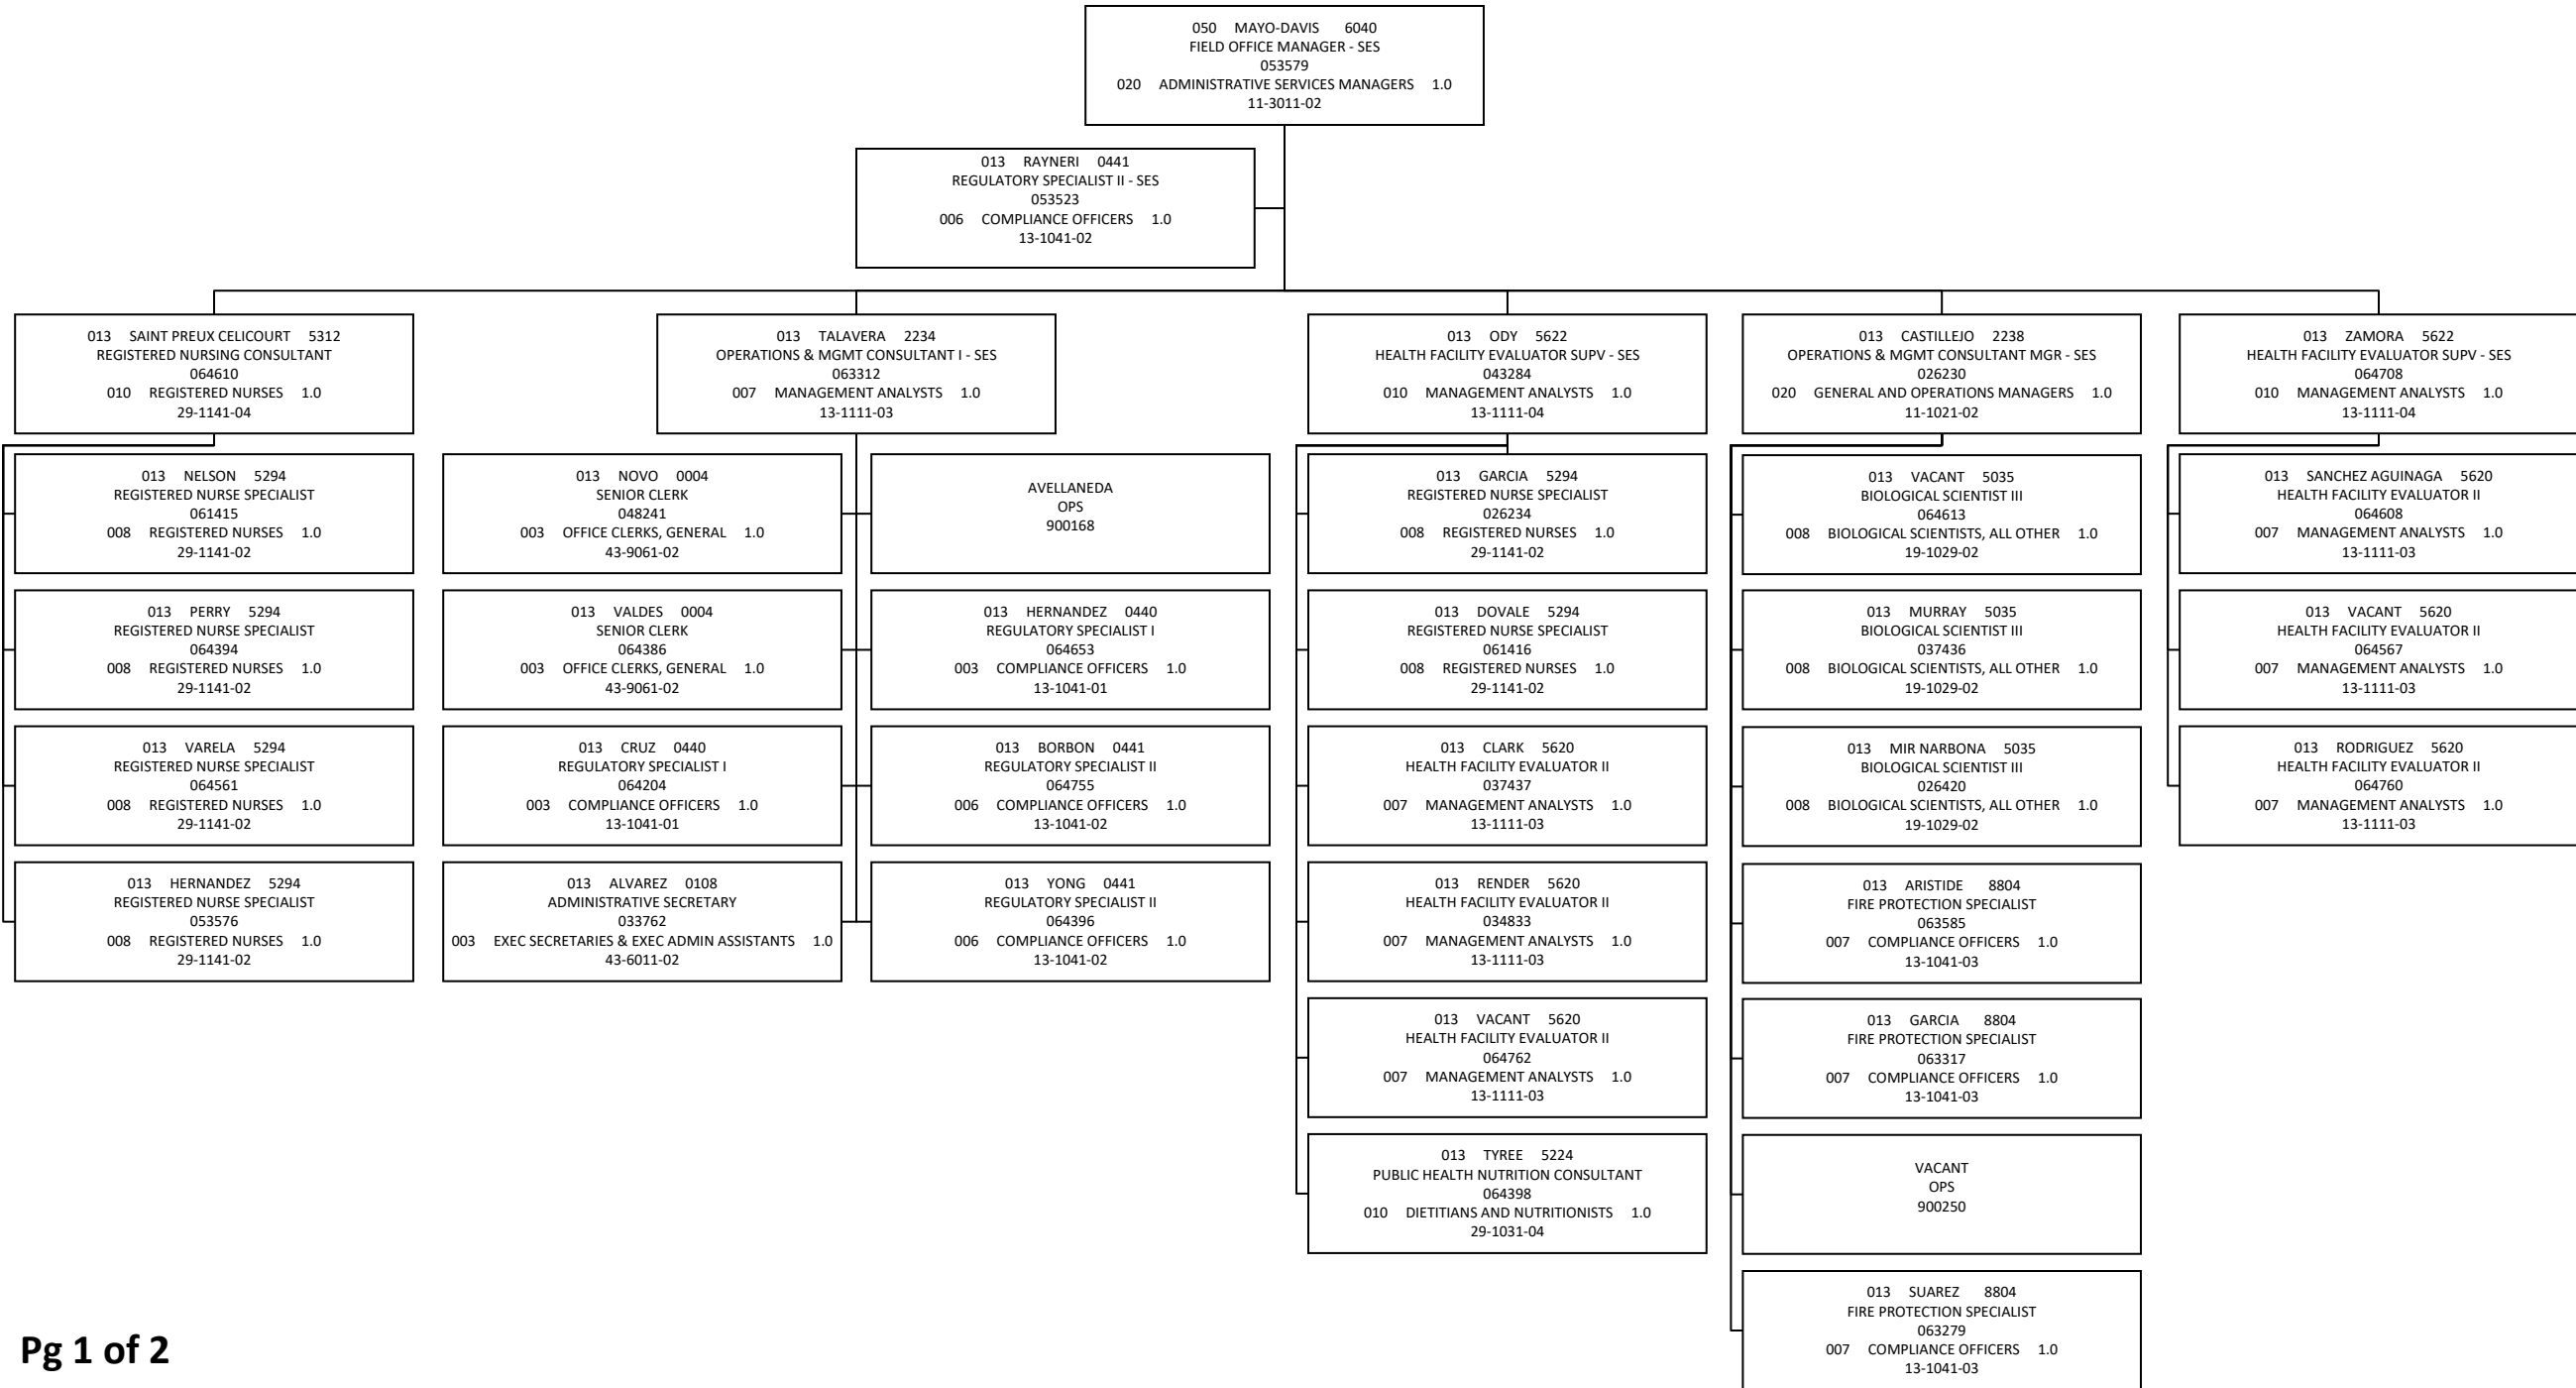 050 MAYO-DAVIS 6040
FIELD OFFICE MANAGER - SES
053579
020 ADMINISTRATIVE SERVICES MANAGERS 1.0
11-3011-02
013 RAYNERI 0441
REGULATORY SPECIALIST II - SES
053523
006 COMPLIANCE OFFICERS 1.0
13-1041-02
013 SAINT PREUX CELICOURT 5312
REGISTERED NURSING CONSULTANT
064610
010 REGISTERED NURSES 1.0
29-1141-04
013 TALAVERA 2234
OPERATIONS & MGMT CONSULTANT I - SES
063312
007 MANAGEMENT ANALYSTS 1.0
13-1111-03
013 ODY 5622
HEALTH FACILITY EVALUATOR SUPV - SES
043284
010 MANAGEMENT ANALYSTS 1.0
13-1111-04
013 CASTILLEJO 2238
OPERATIONS & MGMT CONSULTANT MGR - SES
026230
020 GENERAL AND OPERATIONS MANAGERS 1.0
11-1021-02
013 ZAMORA 5622
HEALTH FACILITY EVALUATOR SUPV - SES
064708
010 MANAGEMENT ANALYSTS 1.0
13-1111-04
013 NELSON 5294
REGISTERED NURSE SPECIALIST
061415
008 REGISTERED NURSES 1.0
29-1141-02
013 PERRY 5294
REGISTERED NURSE SPECIALIST
064394
008 REGISTERED NURSES 1.0
29-1141-02
013 VARELA 5294
REGISTERED NURSE SPECIALIST
064561
008 REGISTERED NURSES 1.0
29-1141-02
013 HERNANDEZ 5294
REGISTERED NURSE SPECIALIST
053576
008 REGISTERED NURSES 1.0
29-1141-02
013 NOVO 0004
SENIOR CLERK
048241
003 OFFICE CLERKS, GENERAL 1.0
43-9061-02
013 VALDES 0004
SENIOR CLERK
064386
003 OFFICE CLERKS, GENERAL 1.0
43-9061-02
013 CRUZ 0440
REGULATORY SPECIALIST I
064204
003 COMPLIANCE OFFICERS 1.0
13-1041-01
013 ALVAREZ 0108
ADMINISTRATIVE SECRETARY
033762
003 EXEC SECRETARIES & EXEC ADMIN ASSISTANTS 1.0
43-6011-02
AVELLANEDA
OPS
900168
013 HERNANDEZ 0440
REGULATORY SPECIALIST I
064653
003 COMPLIANCE OFFICERS 1.0
13-1041-01
013 BORBON 0441
REGULATORY SPECIALIST II
064755
006 COMPLIANCE OFFICERS 1.0
13-1041-02
013 YONG 0441
REGULATORY SPECIALIST II
064396
006 COMPLIANCE OFFICERS 1.0
13-1041-02
013 GARCIA 5294
REGISTERED NURSE SPECIALIST
026234
008 REGISTERED NURSES 1.0
29-1141-02
013 DOVALE 5294
REGISTERED NURSE SPECIALIST
061416
008 REGISTERED NURSES 1.0
29-1141-02
013 CLARK 5620
HEALTH FACILITY EVALUATOR II
037437
007 MANAGEMENT ANALYSTS 1.0
13-1111-03
013 RENDER 5620
HEALTH FACILITY EVALUATOR II
034833
007 MANAGEMENT ANALYSTS 1.0
13-1111-03
013 VACANT 5620
HEALTH FACILITY EVALUATOR II
064762
007 MANAGEMENT ANALYSTS 1.0
13-1111-03
013 TYREE 5224
PUBLIC HEALTH NUTRITION CONSULTANT
064398
010 DIETITIANS AND NUTRITIONISTS 1.0
29-1031-04
013 VACANT 5035
BIOLOGICAL SCIENTIST III
064613
008 BIOLOGICAL SCIENTISTS, ALL OTHER 1.0
19-1029-02
013 MURRAY 5035
BIOLOGICAL SCIENTIST III
037436
008 BIOLOGICAL SCIENTISTS, ALL OTHER 1.0
19-1029-02
013 MIR NARBONA 5035
BIOLOGICAL SCIENTIST III
026420
008 BIOLOGICAL SCIENTISTS, ALL OTHER 1.0
19-1029-02
013 ARISTIDE 8804
FIRE PROTECTION SPECIALIST
063585
007 COMPLIANCE OFFICERS 1.0
13-1041-03
013 GARCIA 8804
FIRE PROTECTION SPECIALIST
063317
007 COMPLIANCE OFFICERS 1.0
13-1041-03
VACANT
OPS
900250
013 SUAREZ 8804
FIRE PROTECTION SPECIALIST
063279
007 COMPLIANCE OFFICERS 1.0
13-1041-03
013 SANCHEZ AGUINAGA 5620
HEALTH FACILITY EVALUATOR II
064608
007 MANAGEMENT ANALYSTS 1.0
13-1111-03
013 VACANT 5620
HEALTH FACILITY EVALUATOR II
064567
007 MANAGEMENT ANALYSTS 1.0
13-1111-03
013 RODRIGUEZ 5620
HEALTH FACILITY EVALUATOR II
064760
007 MANAGEMENT ANALYSTS 1.0
13-1111-03
Pg 1 of 2